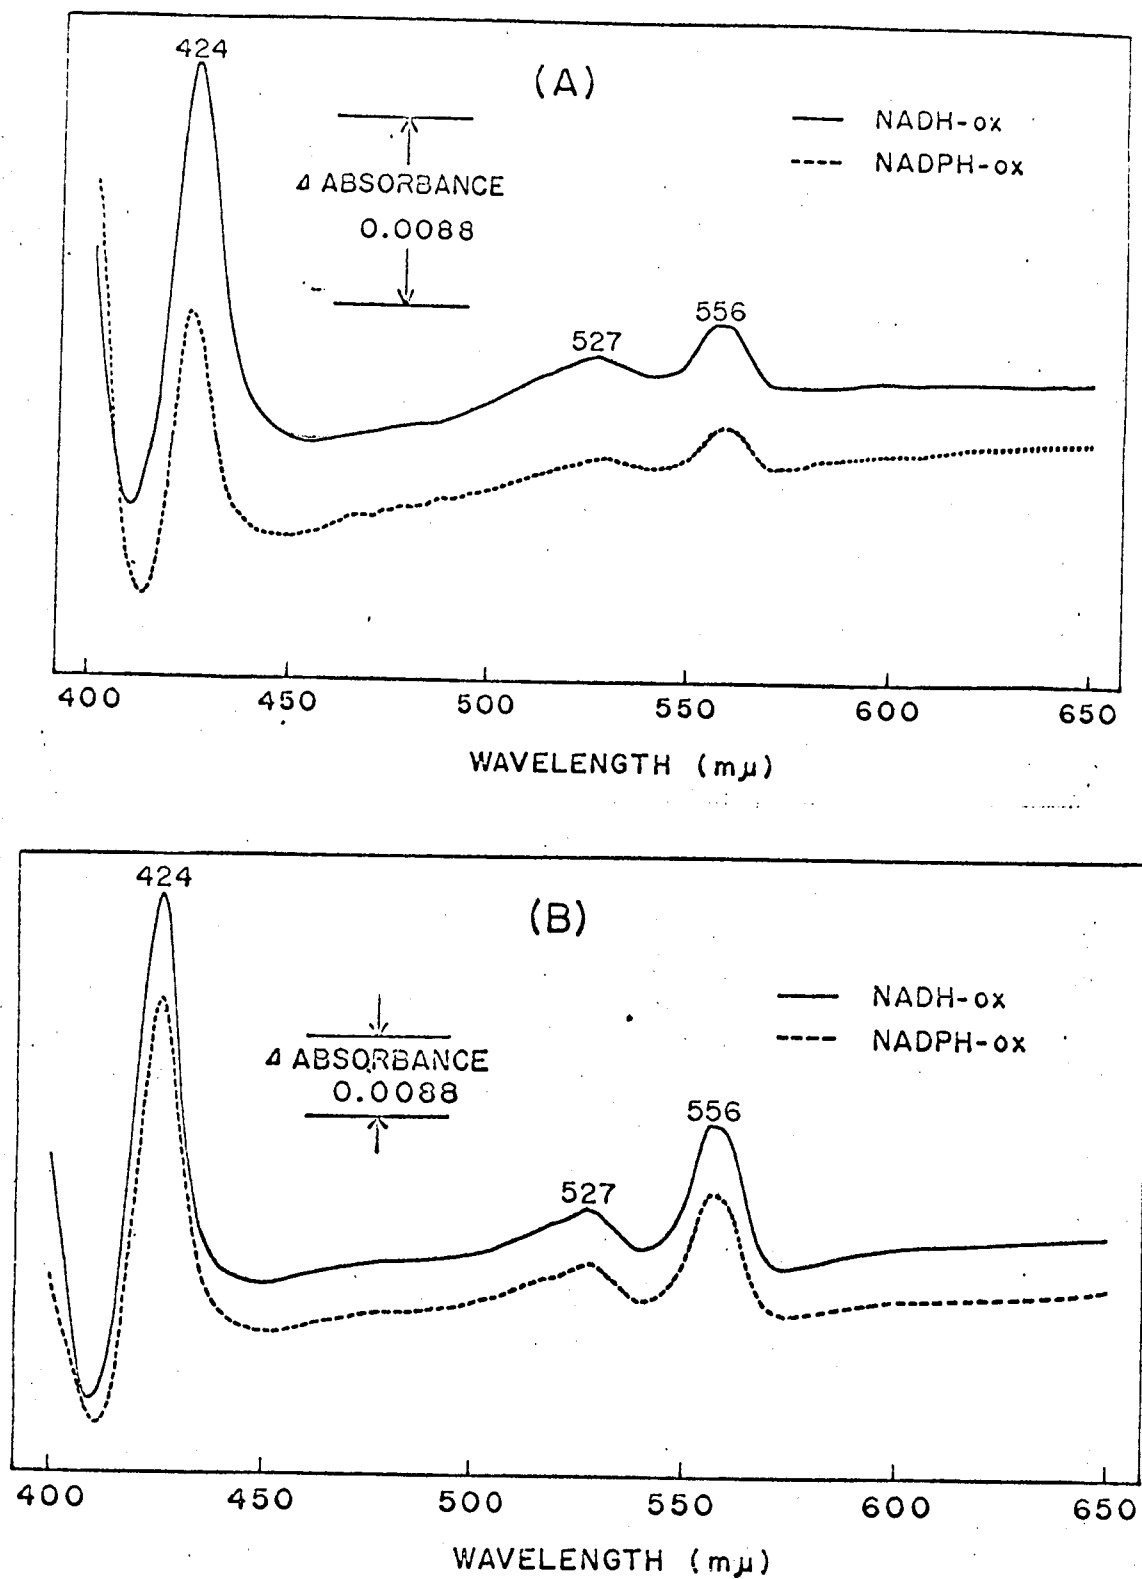 424
(A)
NADH-ox
NADPH-ox
Δ ABSORBANCE
0.0088
527
556
400 450 500 550 600 650
WAVELENGTH (mμ)
424
(B)
NADH-ox
NADPH-ox
Δ ABSORBANCE
0.0088
556
527
400 450 500 550 600 650
WAVELENGTH (mμ)